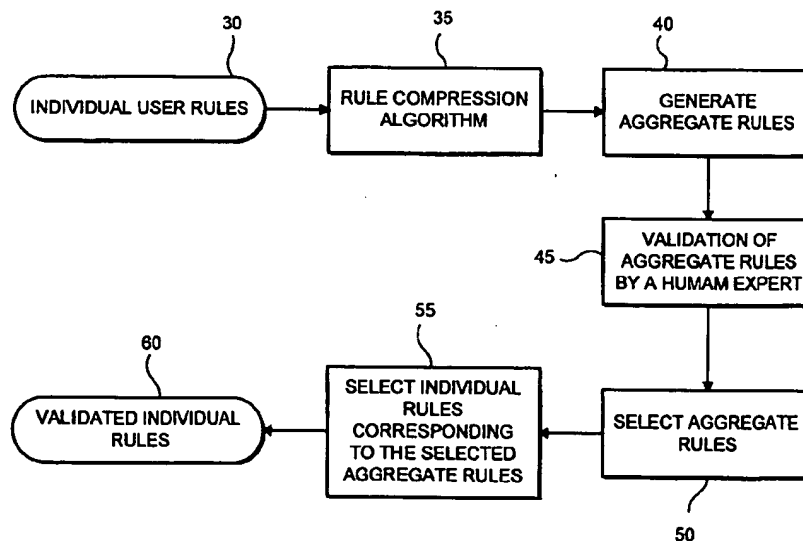 30
35
40
INDIVIDUAL USER RULES
RULE COMPRESSION
ALGORITHM
GENERATE
AGGREGATE RULES
45
VALIDATION OF
AGGREGATE RULES
BY A HUMAM EXPERT
60
55
VALIDATED INDIVIDUAL
RULES
SELECT INDIVIDUAL
RULES
CORRESPONDING
TO THE SELECTED
AGGREGATE RULES
SELECT AGGREGATE
RULES
50